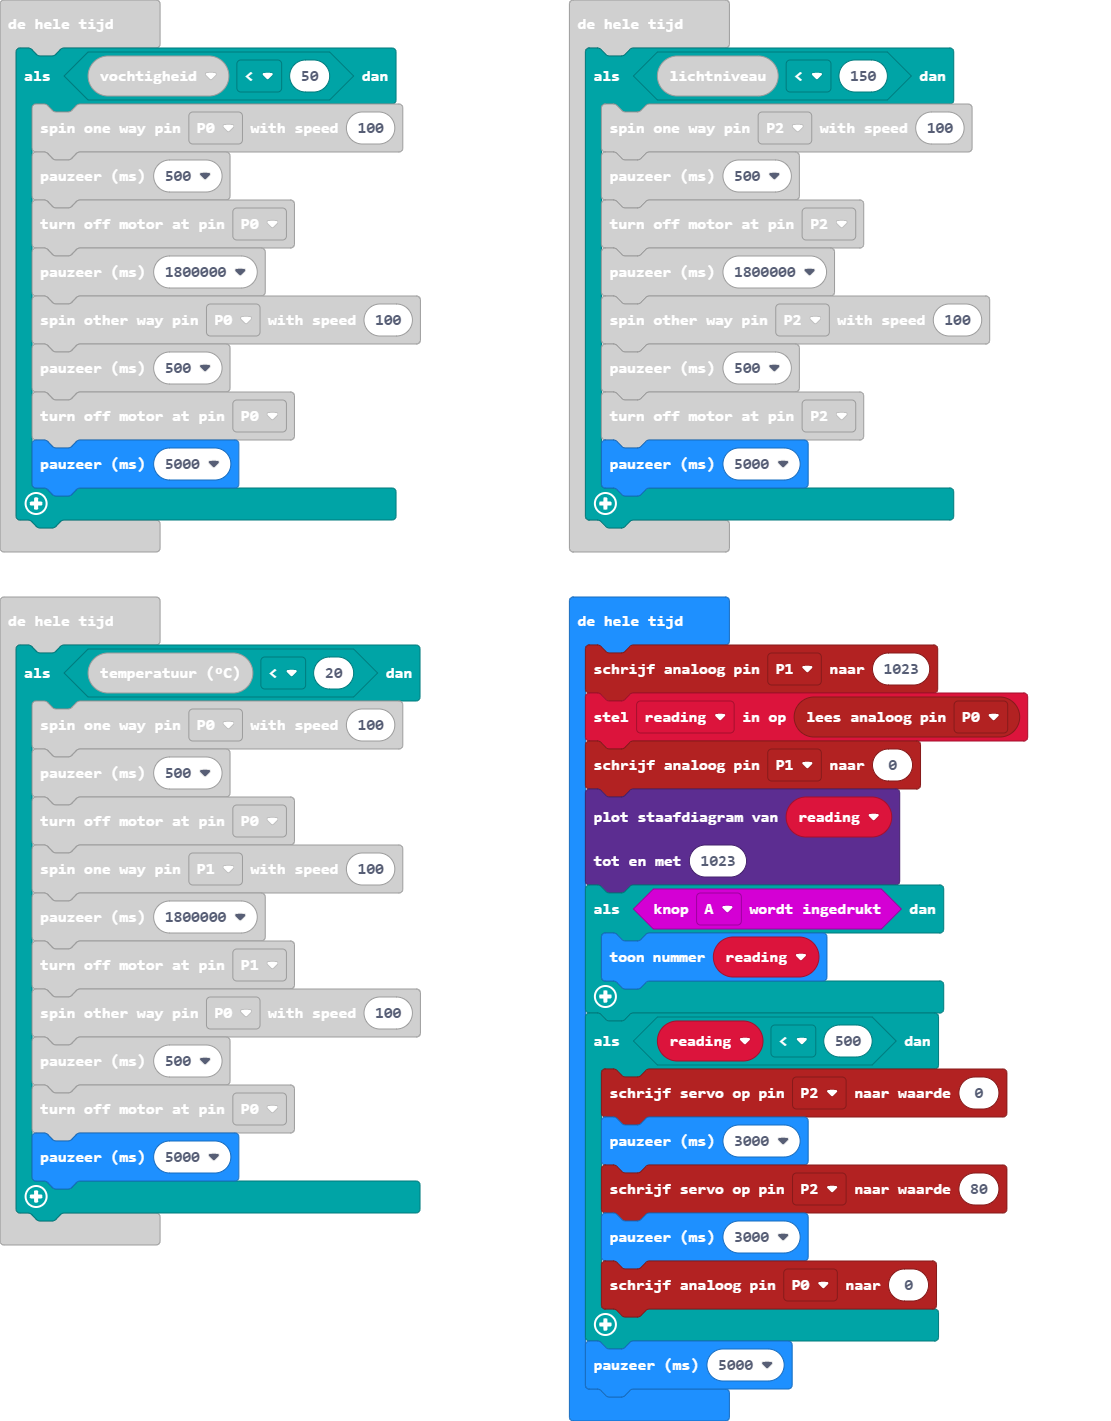 de hele tijd
als vochtigheid < 50 dan
spin one way pin P0 with speed 100
pauzeer (ms) 500
turn off motor at pin P0
pauzeer (ms) 1800000
spin other way pin P0 with speed 100
pauzeer (ms) 500
turn off motor at pin P0
pauzeer (ms) 5000
de hele tijd
als lichtniveau < 150 dan
spin one way pin P2 with speed 100
pauzeer (ms) 500
turn off motor at pin P2
pauzeer (ms) 1800000
spin other way pin P2 with speed 100
pauzeer (ms) 500
turn off motor at pin P2
pauzeer (ms) 5000
de hele tijd
als temperatuur (ºC) < 20 dan
spin one way pin P0 with speed 100
pauzeer (ms) 500
turn off motor at pin P0
spin one way pin P1 with speed 100
pauzeer (ms) 1800000
turn off motor at pin P1
spin other way pin P0 with speed 100
pauzeer (ms) 500
turn off motor at pin P0
pauzeer (ms) 5000
de hele tijd
schrijf analoog pin P1 naar 1023
stel reading in op lees analoog pin P0
schrijf analoog pin P1 naar 0
plot staafdiagram van reading
tot en met 1023
als knop A wordt ingedrukt dan
toon nummer reading
als reading < 500 dan
schrijf servo op pin P2 naar waarde 0
pauzeer (ms) 3000
schrijf servo op pin P2 naar waarde 80
pauzeer (ms) 3000
schrijf analoog pin P0 naar 0
pauzeer (ms) 5000